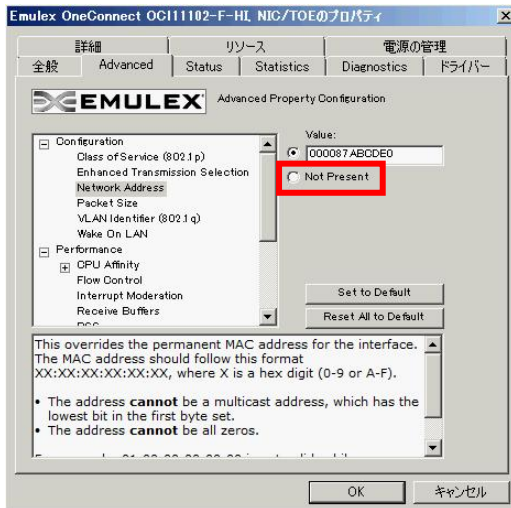 Emulex OneConnect OCl11102-F-HI, NIC/TOEのプロパティ
詳細 リソース 電源の管理
全般 Advanced Status Statistics Diagnostics ドライバー
EMULEX Advanced Property Configuration
Configuration
Class of Service (802.1p)
Enhanced Transmission Selection
Network Address
Packet Size
VLAN Identifier (802.1q)
Wake On LAN
Performance
CPU Affinity
Flow Control
Interrupt Moderation
Receive Buffers
RSS
Value:
000087ABCDE0
Not Present
Set to Default
Reset All to Default
This overrides the permanent MAC address for the interface.
The MAC address should follow this format
XX:XX:XX:XX:XX:XX, where X is a hex digit (0-9 or A-F).
• The address cannot be a multicast address, which has the
lowest bit in the first byte set.
• The address cannot be all zeros.
OK キャンセル